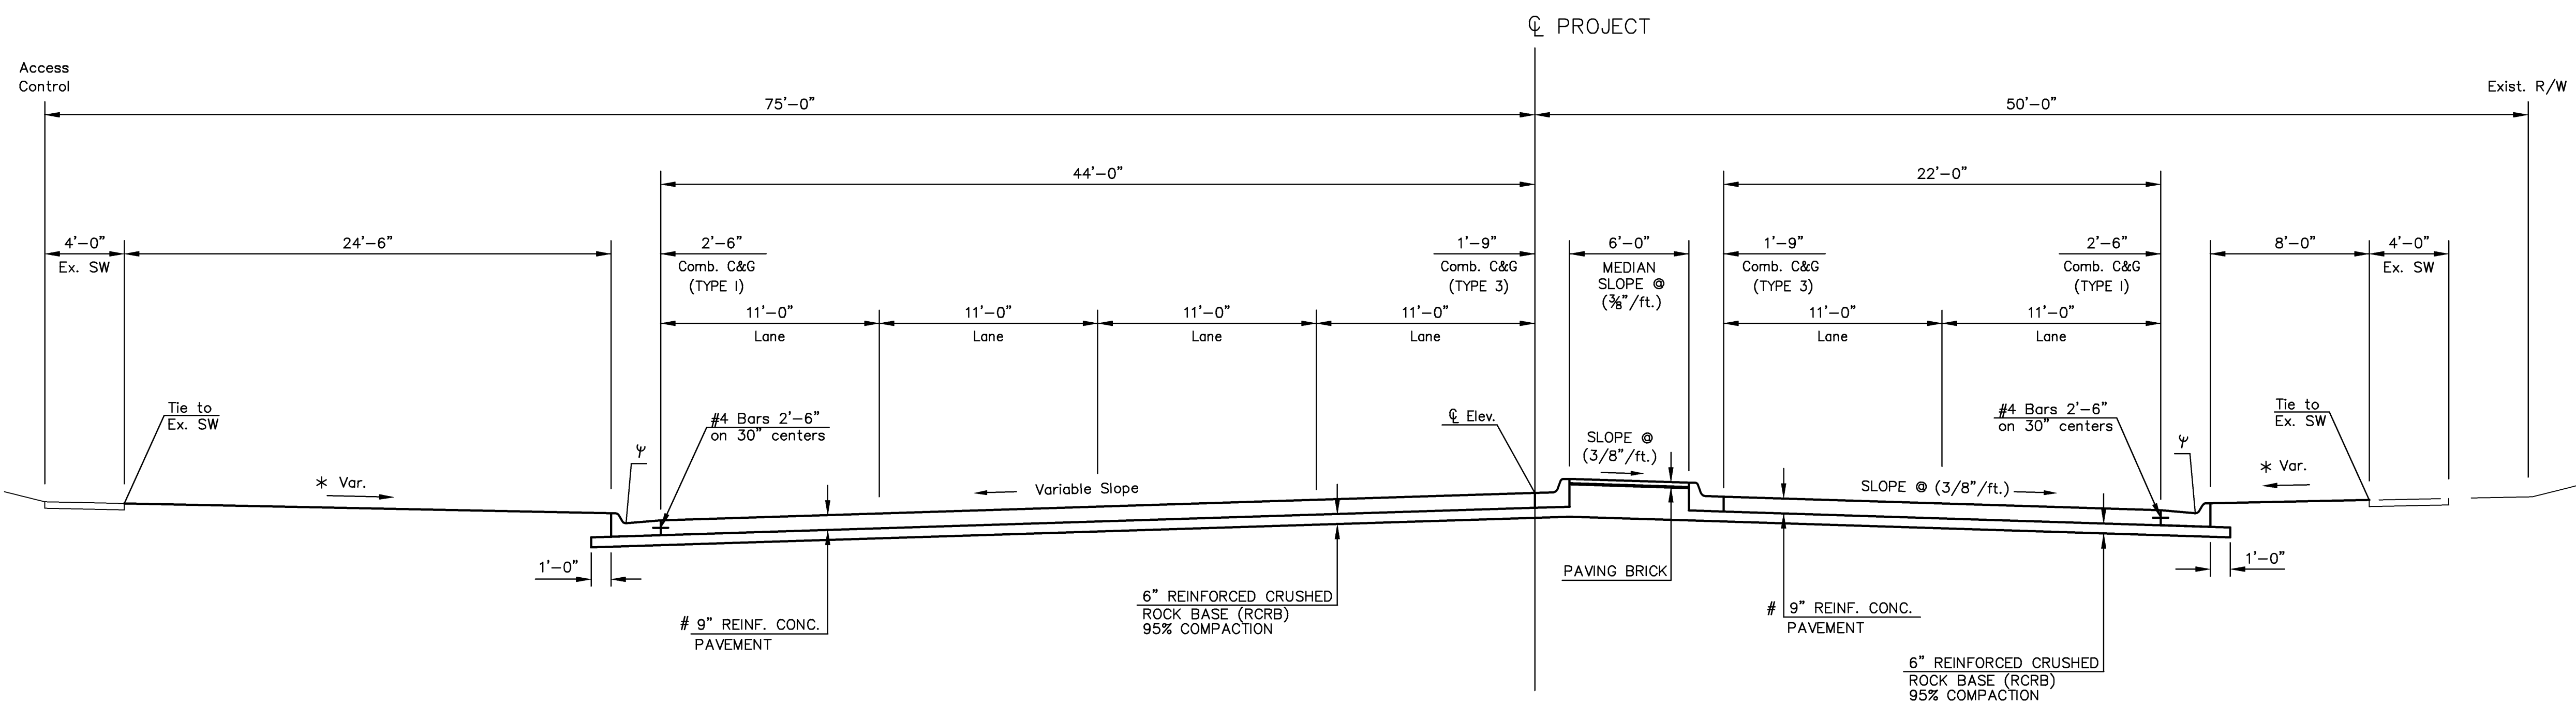 ℄ PROJECT
Access
Control
Exist. R/W
75'-0"
50'-0"
44'-0"
22'-0"
4'-0"
Ex. SW
24'-6"
2'-6"
Comb. C&G
(TYPE I)
1'-9"
Comb. C&G
(TYPE 3)
6'-0"
MEDIAN
SLOPE @
(⅜"/ft.)
1'-9"
Comb. C&G
(TYPE 3)
2'-6"
Comb. C&G
(TYPE I)
8'-0"
4'-0"
Ex. SW
11'-0"
Lane
11'-0"
Lane
11'-0"
Lane
11'-0"
Lane
11'-0"
Lane
11'-0"
Lane
Tie to
Ex. SW
#4 Bars 2'-6"
on 30" centers
℄ Elev.
SLOPE @
(3/8"/ft.)
#4 Bars 2'-6"
on 30" centers
Tie to
Ex. SW
ψ
ψ
* Var.
Variable Slope
SLOPE @ (3/8"/ft.)
* Var.
1'-0"
PAVING BRICK
1'-0"
# 9" REINF. CONC.
PAVEMENT
6" REINFORCED CRUSHED
ROCK BASE (RCRB)
95% COMPACTION
# 9" REINF. CONC.
PAVEMENT
6" REINFORCED CRUSHED
ROCK BASE (RCRB)
95% COMPACTION